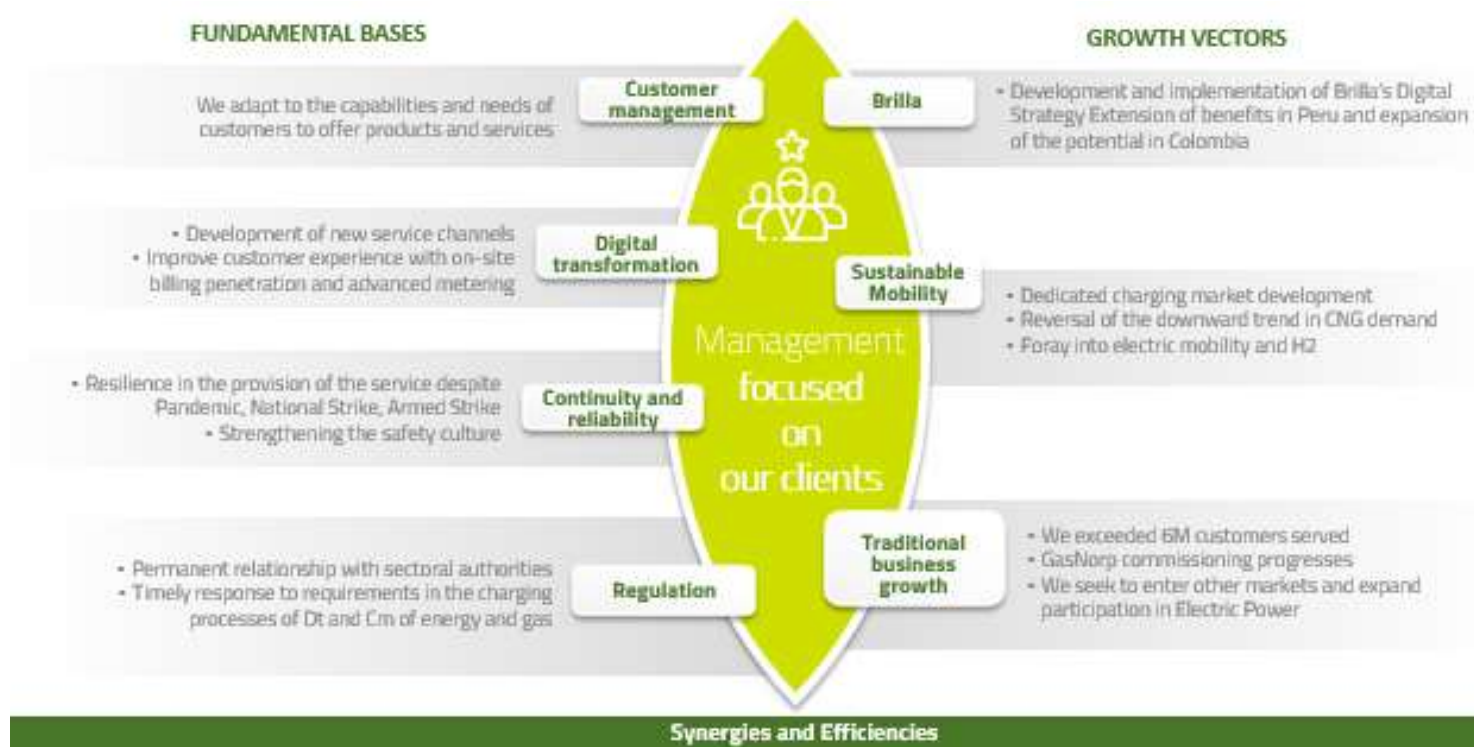 FUNDAMENTAL BASES
Customer
management
We adapt to the capabilities and needs of
customers to offer products and services
Digital
transformation
• Development of new service channels
• Improve customer experience with on-site
billing penetration and advanced metering
Continuity and
reliability
• Resilience in the provision of the service despite
Pandemic, National Strike, Armed Strike
• Strengthening the safety culture
Regulation
• Permanent relationship with sectoral authorities
• Timely response to requirements in the charging
processes of Dt and Cm of energy and gas
Management
focused
on
our clients
GROWTH VECTORS
Brilla
• Development and implementation of Brilla's Digital
Strategy Extension of benefits in Peru and expansion
of the potential in Colombia
Sustainable
Mobility
• Dedicated charging market development
• Reversal of the downward trend in CNG demand
• Foray into electric mobility and H2
Traditional
business
growth
• We exceeded 6M customers served
• GasNorp commissioning progresses
• We seek to enter other markets and expand
participation in Electric Power
Synergies and Efficiencies